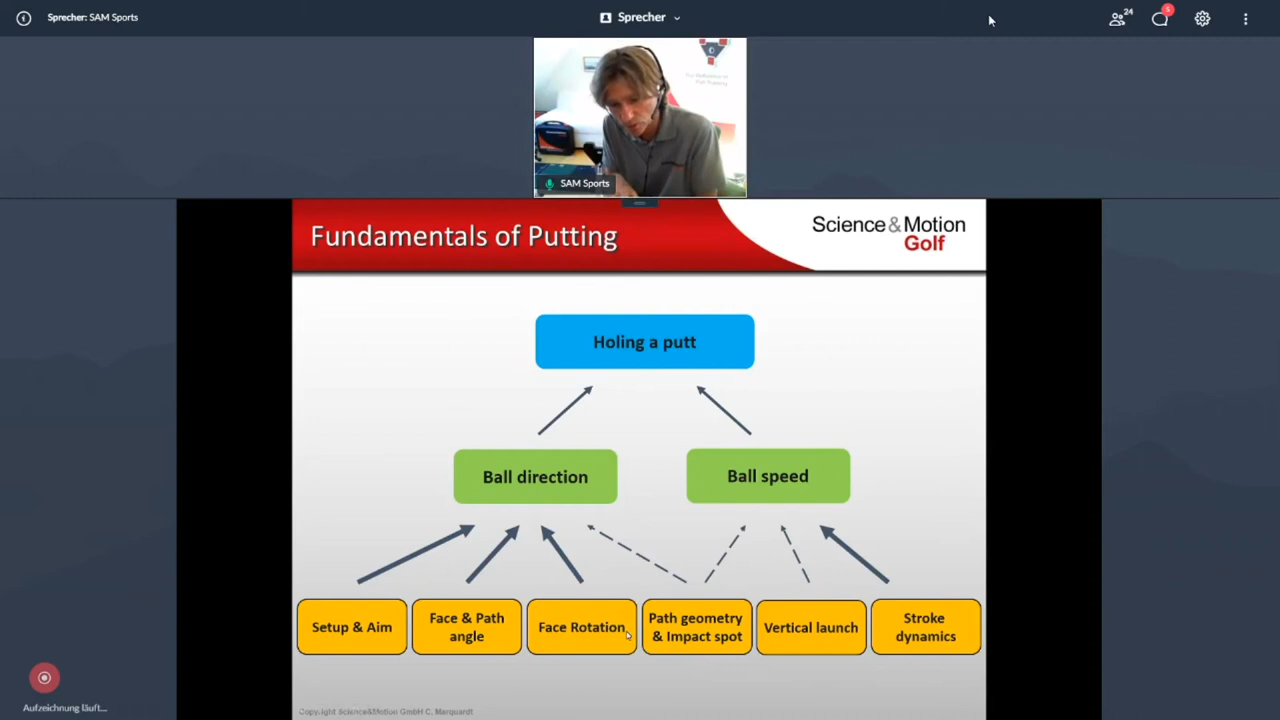 Sprecher: SAM Sports
Sprecher
24
5
SAM Sports
Fundamentals of Putting
Science&Motion
Golf
Holing a putt
Ball direction
Ball speed
Setup & Aim
Face & Path
angle
Face Rotation
Path geometry
& Impact spot
Vertical launch
Stroke
dynamics
Aufzeichnung läuft...
Copyright Science&Motion GmbH C. Marquardt